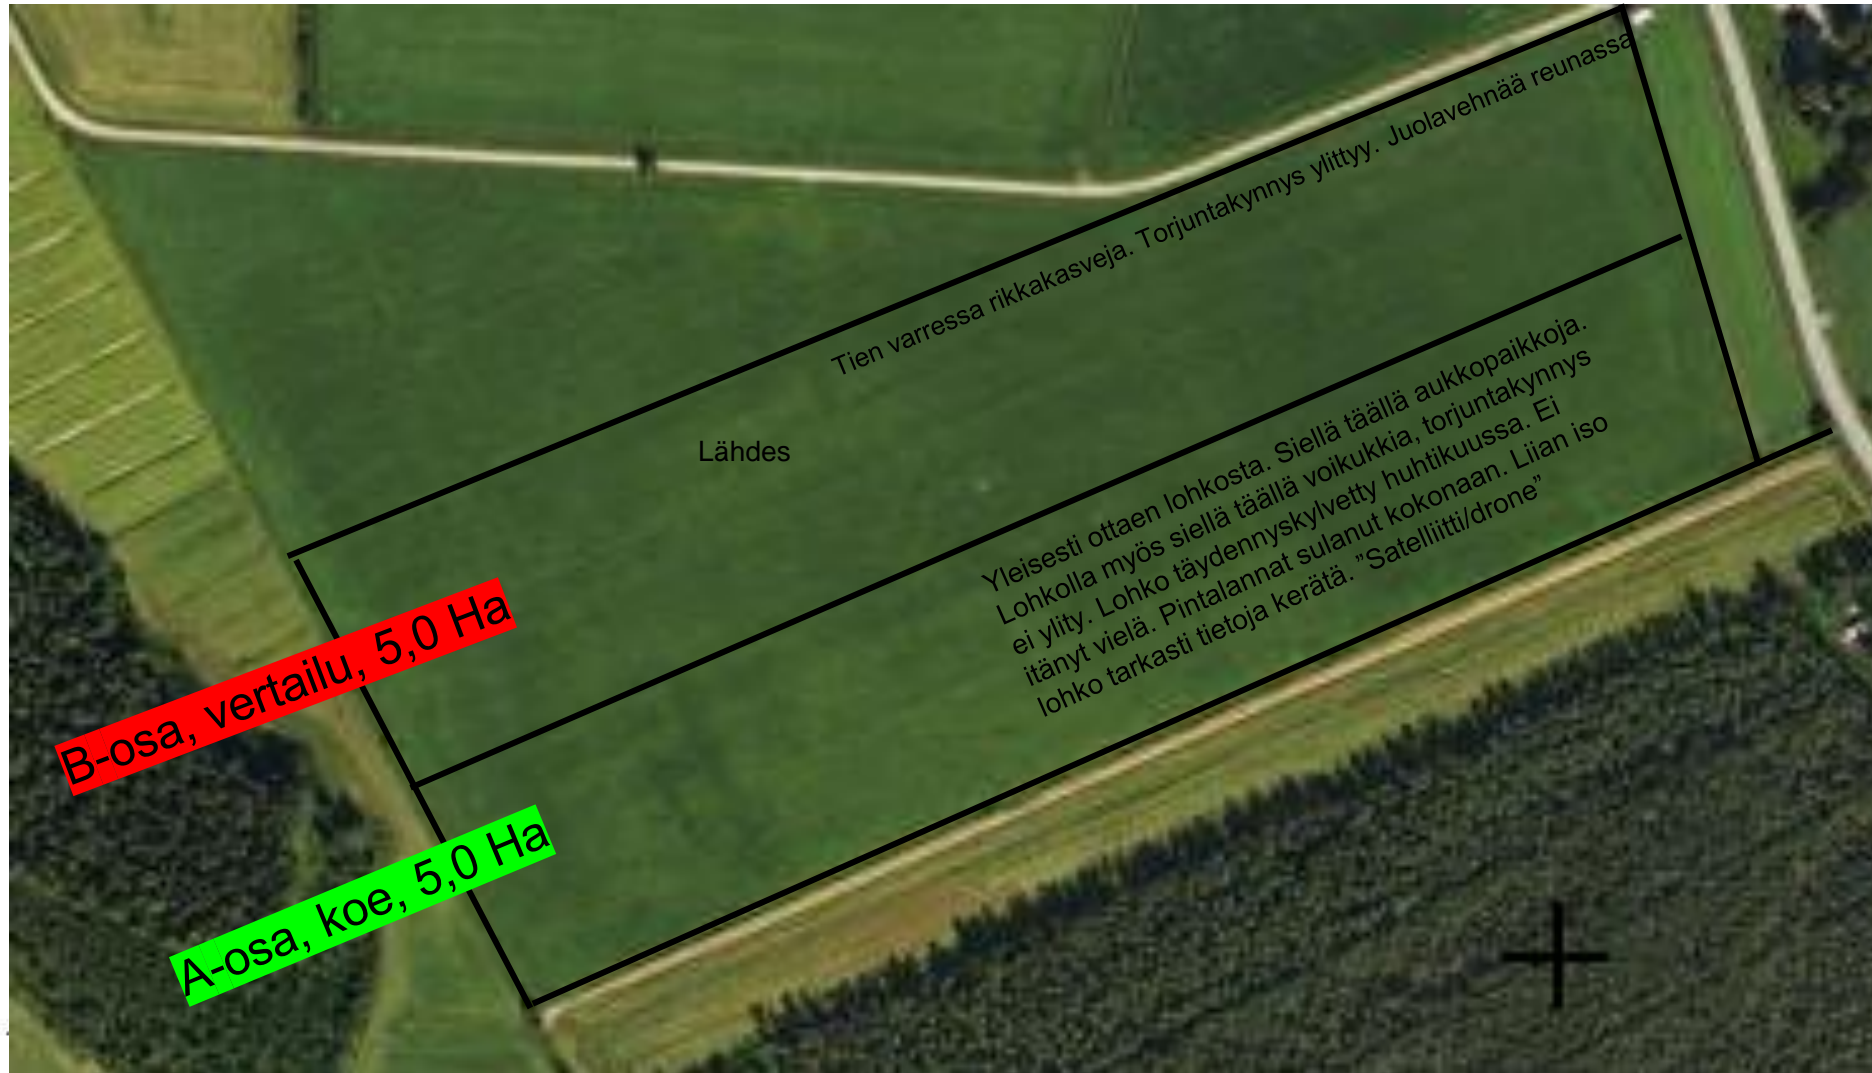 Tien varressa rikkakasveja. Torjuntakynnys ylittyy. Juolavehnää reunassa
Lähdes
Yleisesti ottaen lohkosta. Siellä täällä aukkopaikkoja.
Lohkolla myös siellä täällä voikukkia, torjuntakynnys
ei ylity. Lohko täydennyskylvetty huhtikuussa. Ei
itänyt vielä. Pintalannat sulanut kokonaan. Liian iso
lohko tarkasti tietoja kerätä. ”Satelliitti/drone”
B-osa, vertailu, 5,0 Ha
A-osa, koe, 5,0 Ha